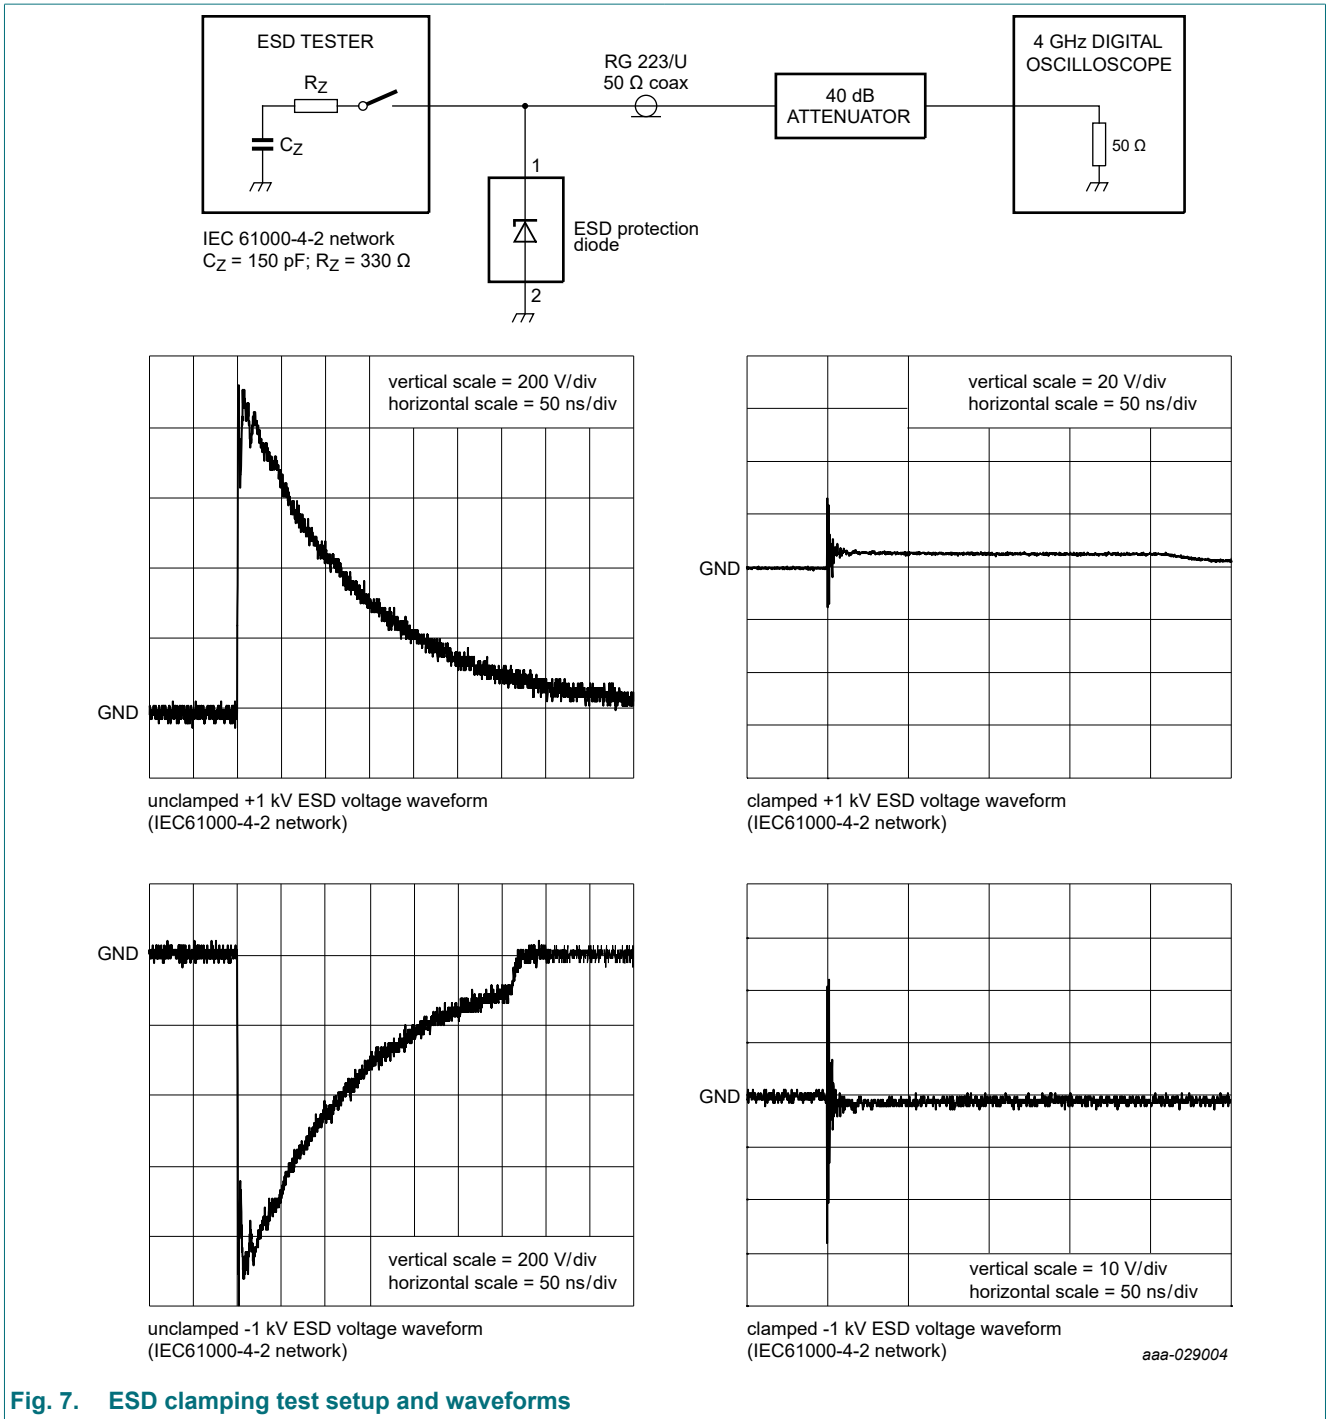 ESD TESTER
RZ
CZ
IEC 61000-4-2 network
CZ = 150 pF; RZ = 330 Ω
1
2
ESD protection
diode
RG 223/U
50 Ω coax
40 dB
ATTENUATOR
4 GHz DIGITAL
OSCILLOSCOPE
50 Ω
vertical scale = 200 V/div
horizontal scale = 50 ns/div
GND
unclamped +1 kV ESD voltage waveform
(IEC61000-4-2 network)
vertical scale = 20 V/div
horizontal scale = 50 ns/div
GND
clamped +1 kV ESD voltage waveform
(IEC61000-4-2 network)
GND
vertical scale = 200 V/div
horizontal scale = 50 ns/div
unclamped -1 kV ESD voltage waveform
(IEC61000-4-2 network)
GND
vertical scale = 10 V/div
horizontal scale = 50 ns/div
clamped -1 kV ESD voltage waveform
(IEC61000-4-2 network)
aaa-029004
Fig. 7. ESD clamping test setup and waveforms